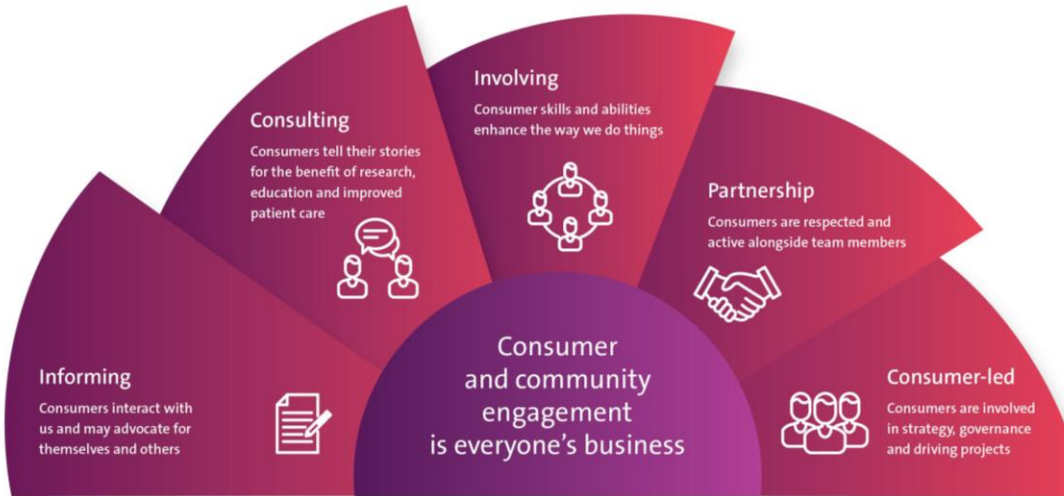 Informing
Consumers interact with
us and may advocate for
themselves and others
Consulting
Consumers tell their stories
for the benefit of research,
education and improved
patient care
Involving
Consumer skills and abilities
enhance the way we do things
Partnership
Consumers are respected and
active alongside team members
Consumer-led
Consumers are involved
in strategy, governance
and driving projects
Consumer
and community
engagement
is everyone's business